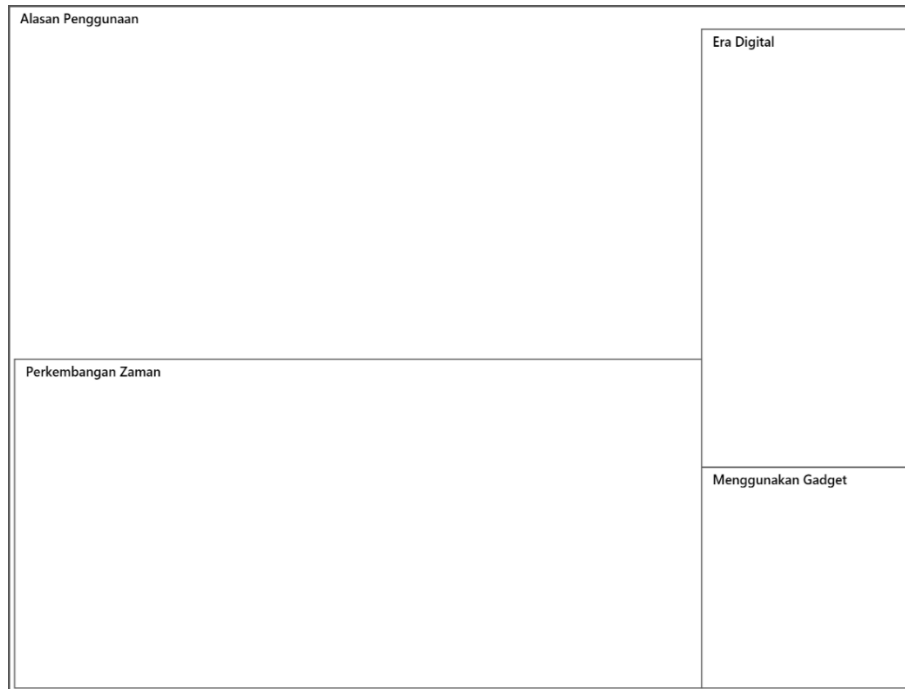 Alasan Penggunaan
Era Digital
Perkembangan Zaman
Menggunakan Gadget